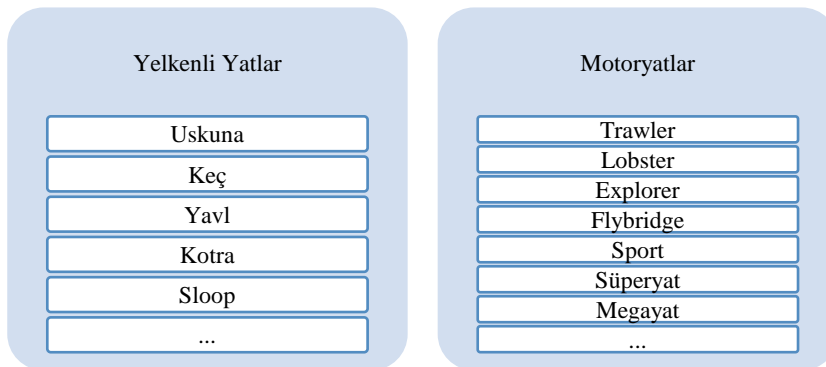 Yelkenli Yatlar
Uskuna
Keç
Yavl
Kotra
Sloop
...
Motoryatlar
Trawler
Lobster
Explorer
Flybridge
Sport
Süperyat
Megayat
...